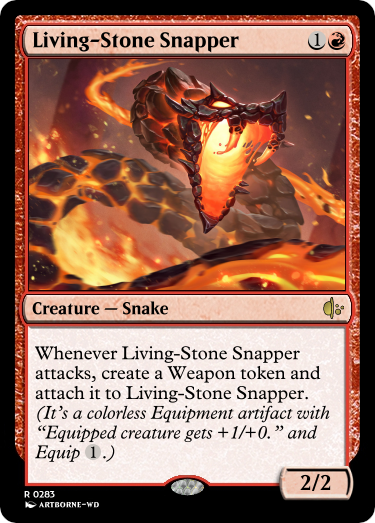 Living-Stone Snapper 1
Creature — Snake
Whenever Living-Stone Snapper
attacks, create a Weapon token and
attach it to Living-Stone Snapper.
(It's a colorless Equipment artifact with
“Equipped creature gets +1/+0.” and
Equip 1.)
2/2
R 0283
ARTBORNE-WD